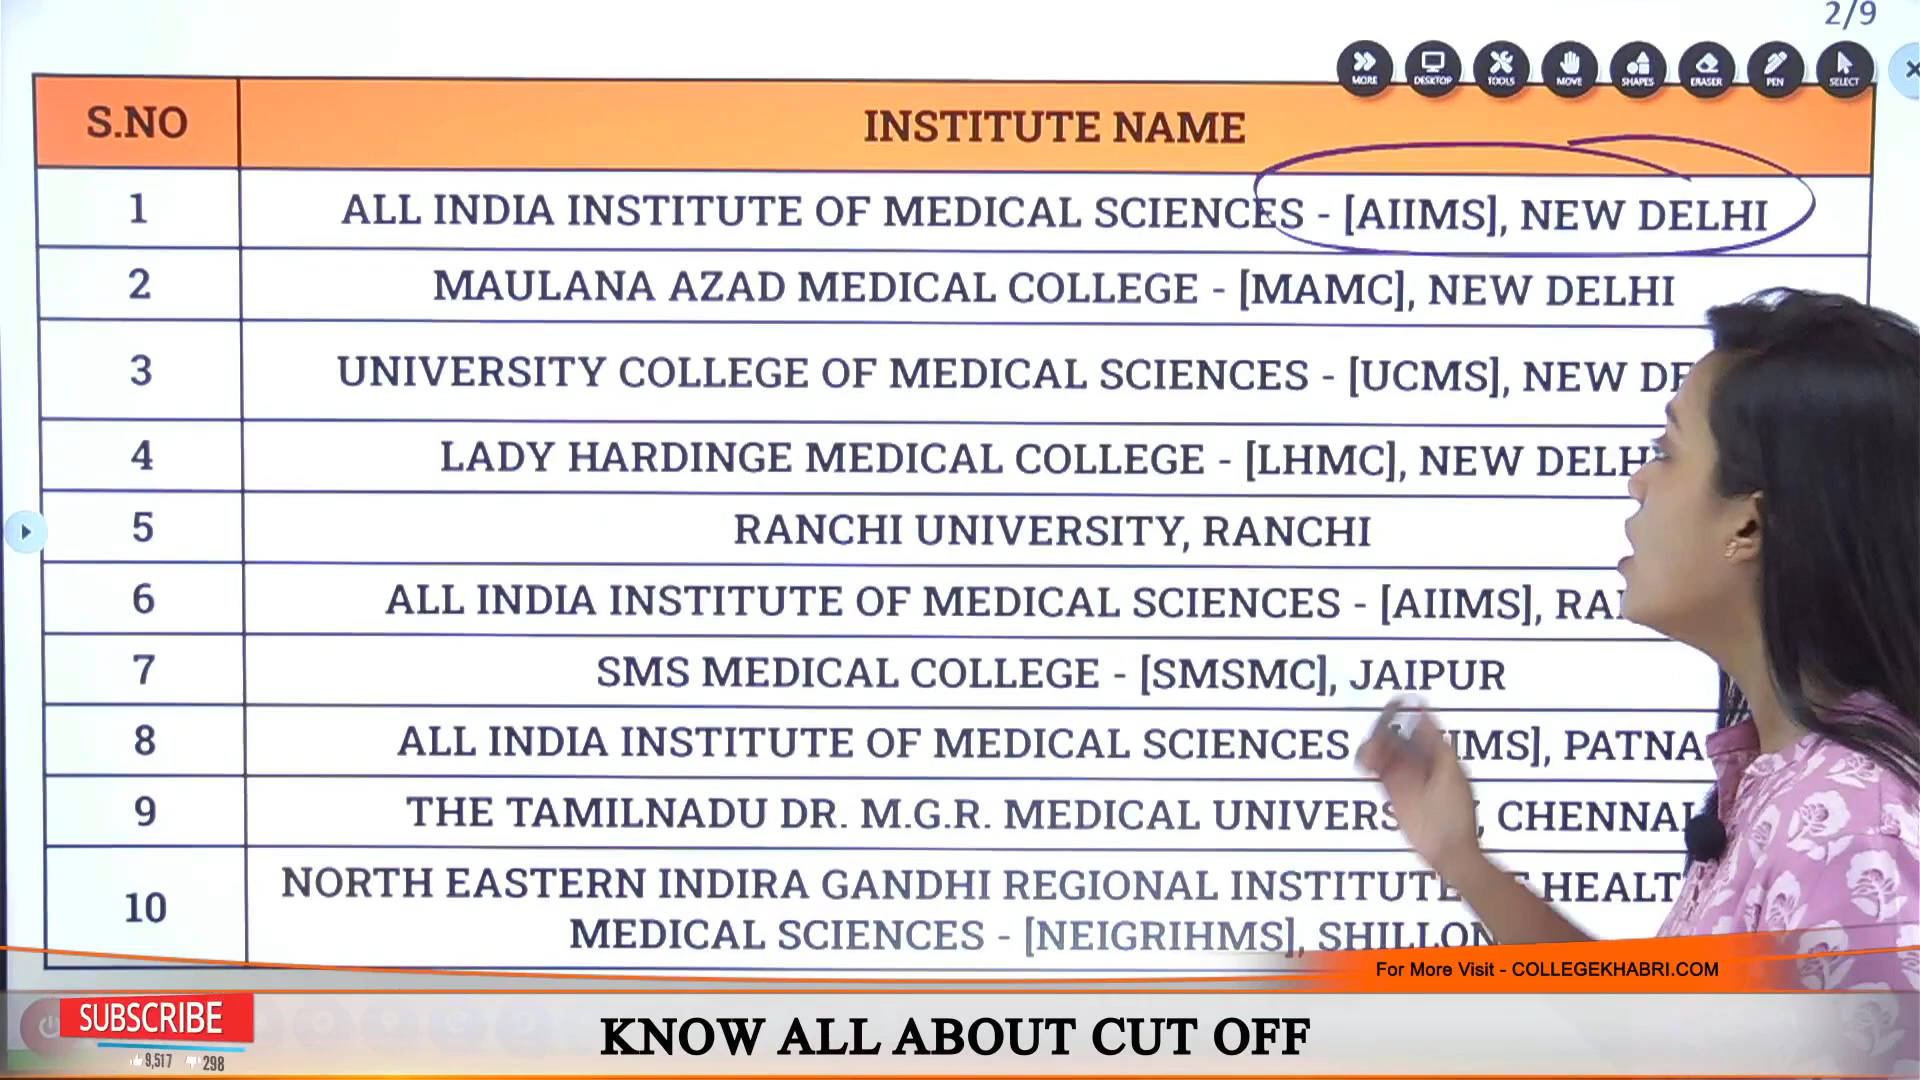 2/9
MORE DESKTOP TOOLS MOVE SHAPES ERASER PEN SELECT
S.NO INSTITUTE NAME
1 ALL INDIA INSTITUTE OF MEDICAL SCIENCES - [AIIMS], NEW DELHI
2 MAULANA AZAD MEDICAL COLLEGE - [MAMC], NEW DELHI
3 UNIVERSITY COLLEGE OF MEDICAL SCIENCES - [UCMS], NEW
4 LADY HARDINGE MEDICAL COLLEGE - [LHMC], NEW DELH
5 RANCHI UNIVERSITY, RANCHI
6 ALL INDIA INSTITUTE OF MEDICAL SCIENCES - [AIIMS],
7 SMS MEDICAL COLLEGE - [SMSMC], JAIPUR
8 ALL INDIA INSTITUTE OF MEDICAL SCIENCES IMS], PATNA
9 THE TAMILNADU DR. M.G.R. MEDICAL UNIVERS , CHENNAI
10 NORTH EASTERN INDIRA GANDHI REGIONAL INSTITUTE HEALT
MEDICAL SCIENCES - [NEIGRIHMS], SHILLON
For More Visit - COLLEGEKHABRI.COM
SUBSCRIBE
9,517 298
KNOW ALL ABOUT CUT OFF